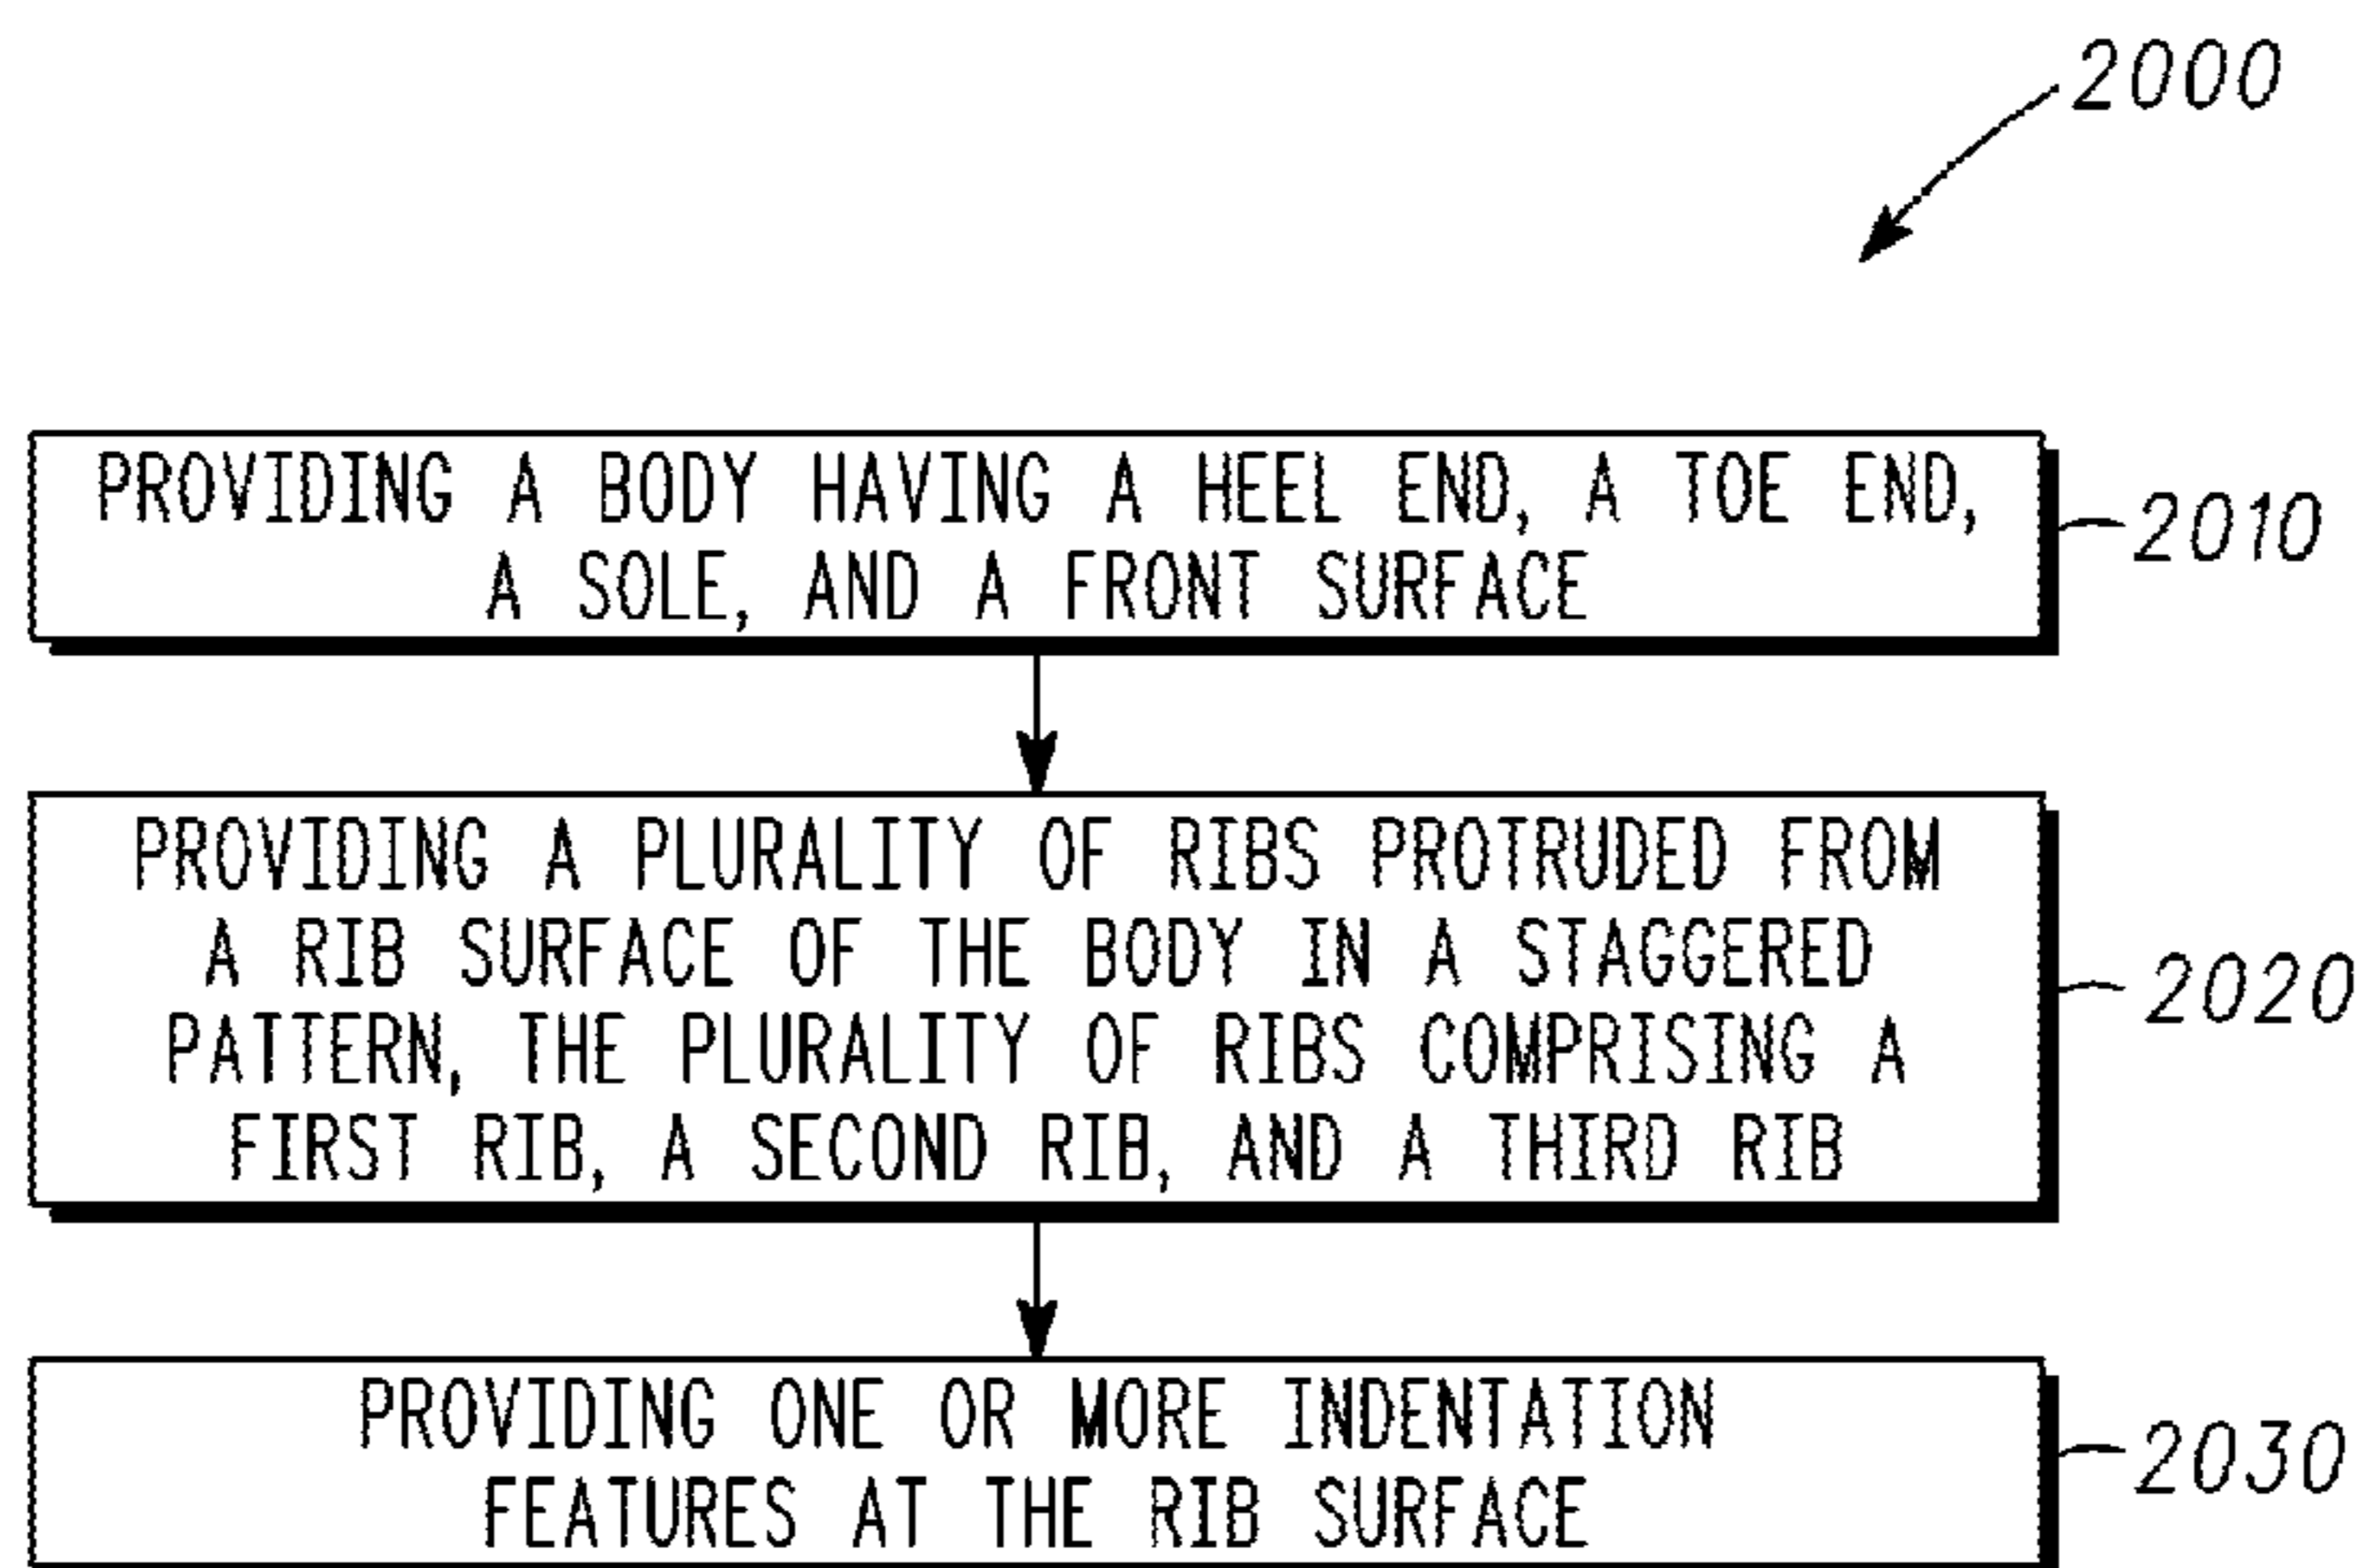 2000
PROVIDING A BODY HAVING A HEEL END, A TOE END,
A SOLE, AND A FRONT SURFACE
2010
PROVIDING A PLURALITY OF RIBS PROTRUDED FROM
A RIB SURFACE OF THE BODY IN A STAGGERED
PATTERN, THE PLURALITY OF RIBS COMPRISING A
FIRST RIB, A SECOND RIB, AND A THIRD RIB
2020
PROVIDING ONE OR MORE INDENTATION
FEATURES AT THE RIB SURFACE
2030